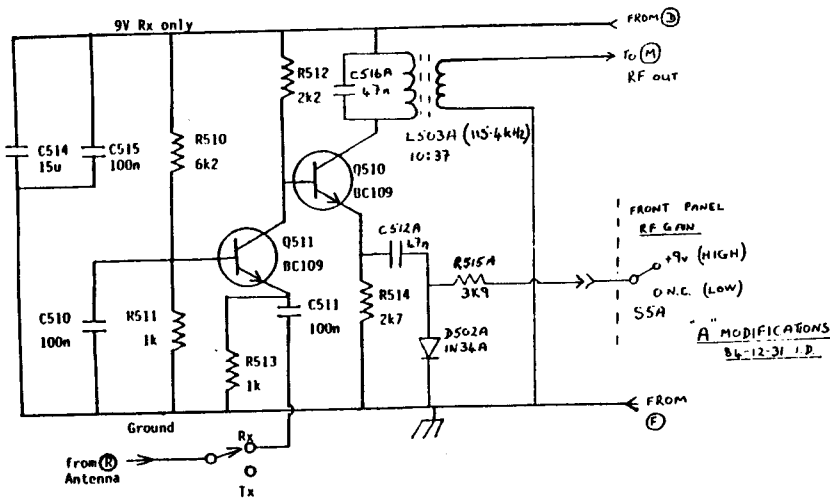 9V Rx only
FROM D
R512
2k2
C516A
47n
TO M
RF OUT
C514
15u
C515
100n
R510
6k2
L503A (115.4kHz)
10:37
Q510
BC109
Q511
BC109
C512A
47n
FRONT PANEL
RF GAIN
+9v (HIGH)
O N.C. (LOW)
S5A
R515A
3K9
C510
100n
R511
1k
C511
100n
R514
2k7
"A" MODIFICATIONS
84-12-31 I.D.
R513
1k
D502A
1N34A
Ground
FROM
F
Rx
from R
Antenna
Tx